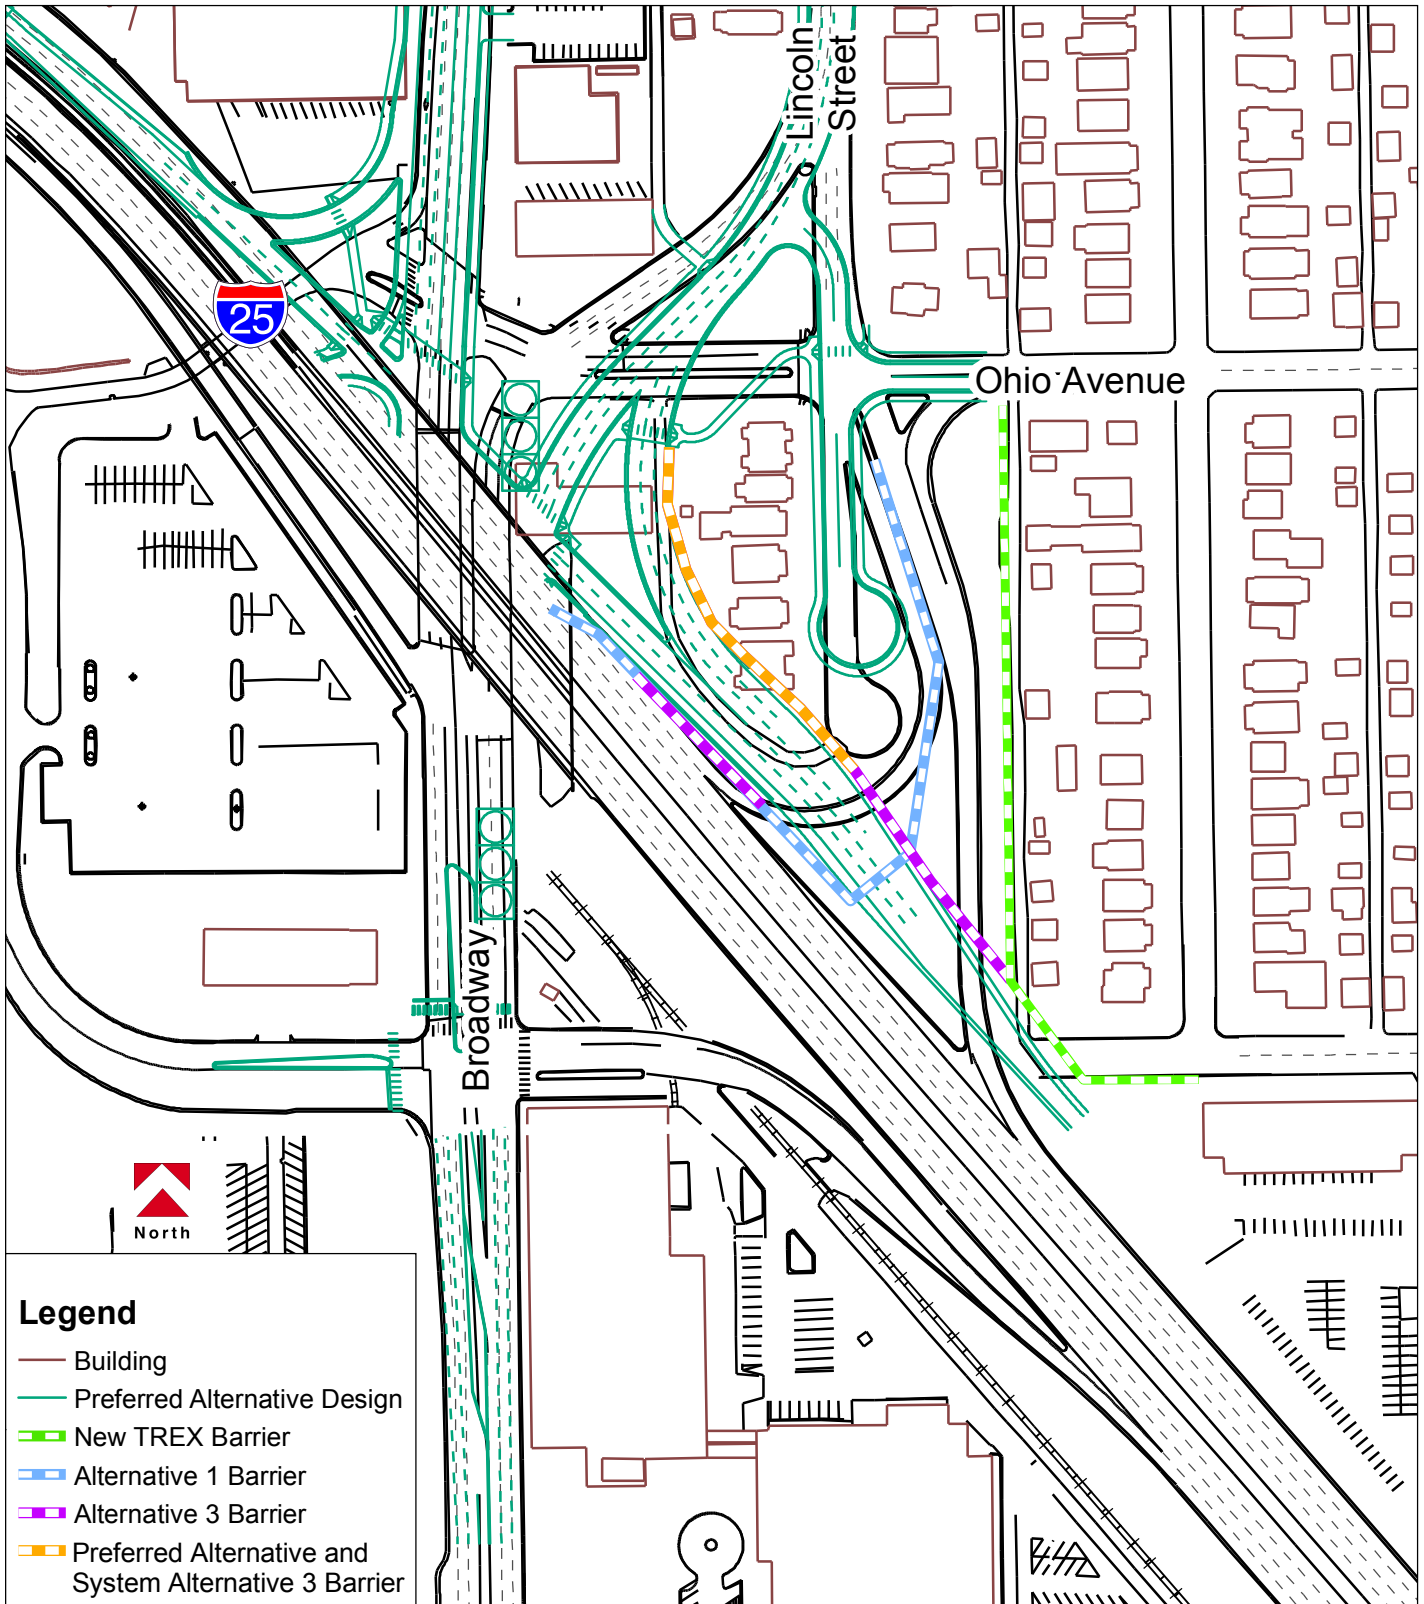 Lincoln
Street
25
Ohio Avenue
Broadway
North
Legend
Building
Preferred Alternative Design
New TREX Barrier
Alternative 1 Barrier
Alternative 3 Barrier
Preferred Alternative and
System Alternative 3 Barrier